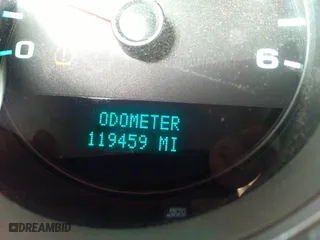 0 6
ODOMETER
119459 MI
DREAMBID